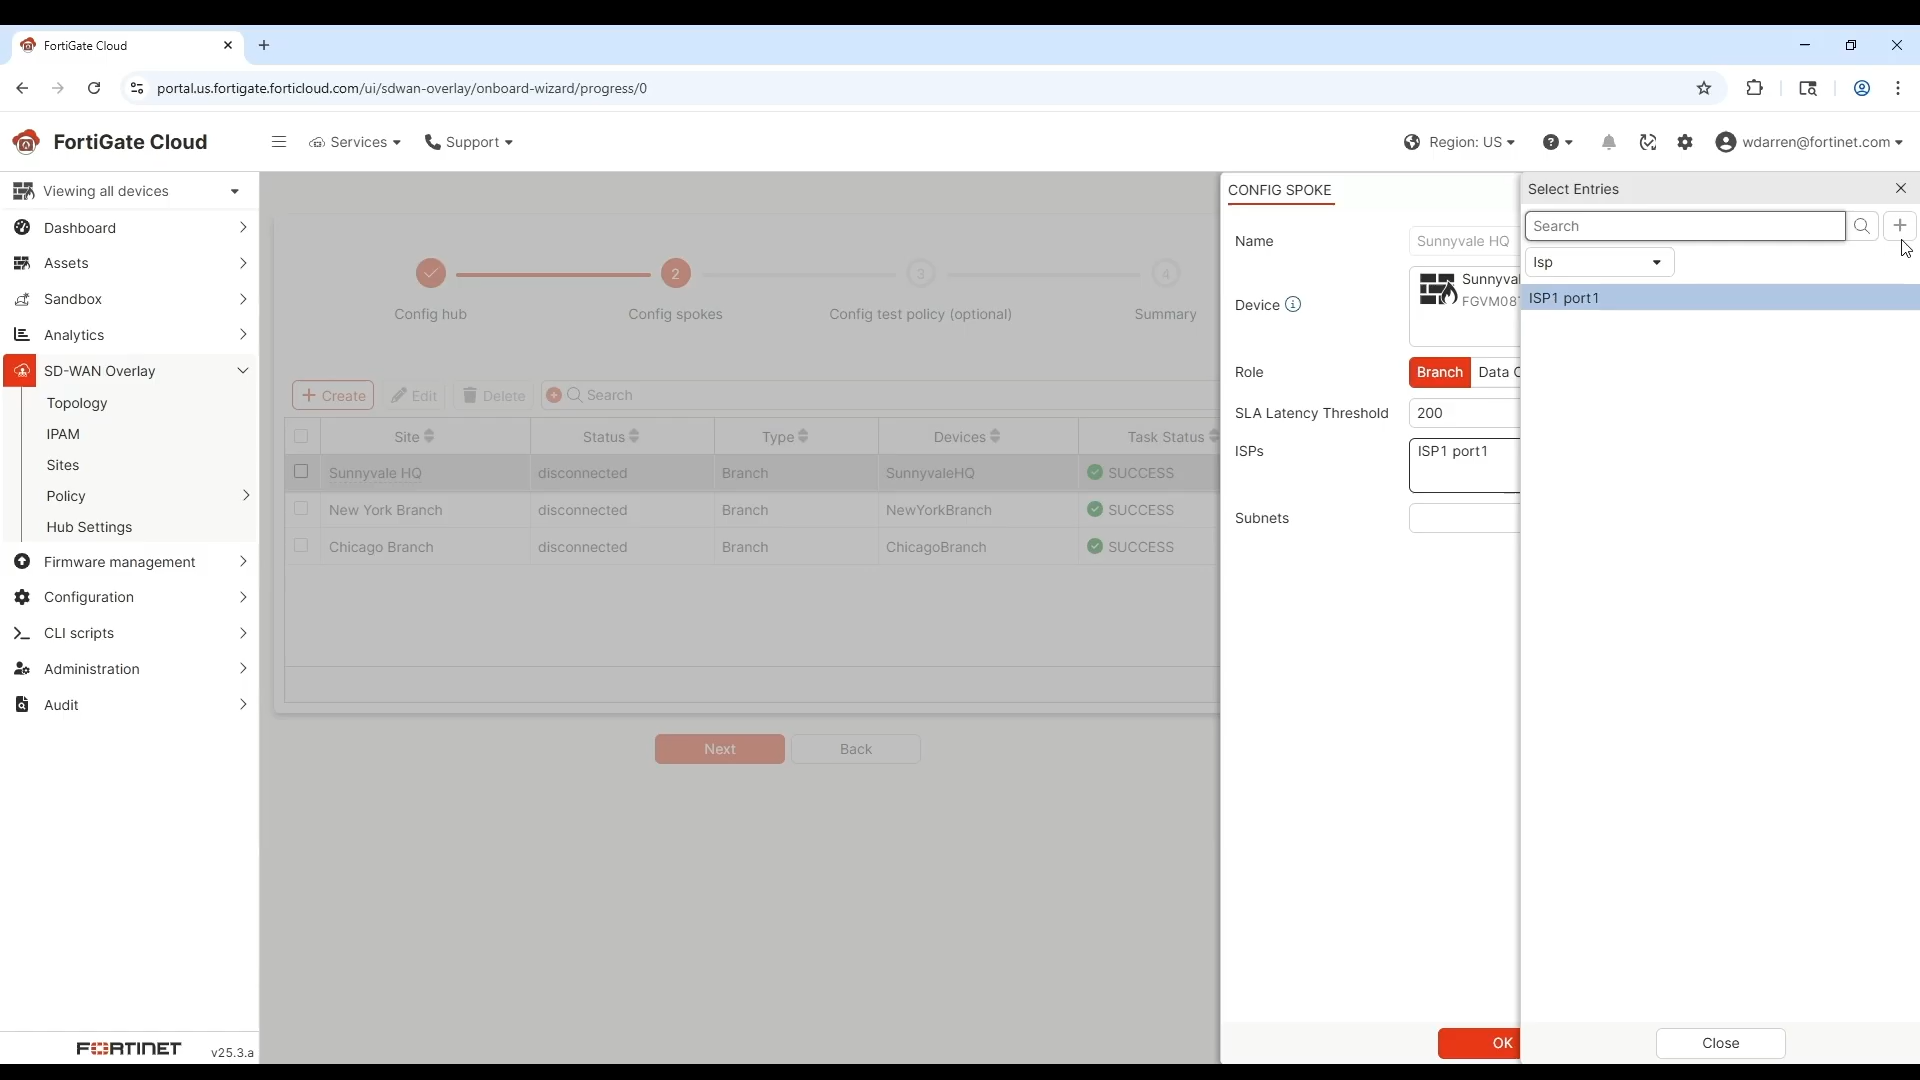 FortiGate Cloud
portal.us.fortigate.forticloud.com/ui/sdwan-overlay/onboard-wizard/progress/0
FortiGate Cloud
Services
Support
Region: US
wdarren@fortinet.com
Viewing all devices
Dashboard
Assets
Sandbox
Analytics
SD-WAN Overlay
Topology
IPAM
Sites
Policy
Hub Settings
Firmware management
Configuration
CLI scripts
Administration
Audit
FORTINET
v25.3.a
2
3
4
Config hub
Config spokes
Config test policy (optional)
Summary
Create
Edit
Delete
Search
Site Status Type Devices Task Status
Sunnyvale HQ disconnected Branch SunnyvaleHQ SUCCESS
New York Branch disconnected Branch NewYorkBranch SUCCESS
Chicago Branch disconnected Branch ChicagoBranch SUCCESS
Next
Back
CONFIG SPOKE
Name
Sunnyvale HQ
Device
Sunnyval
FGVM08
Role
Branch
Data C
SLA Latency Threshold
200
ISPs
ISP1 port1
Subnets
OK
Select Entries
Search
Isp
ISP1 port1
Close